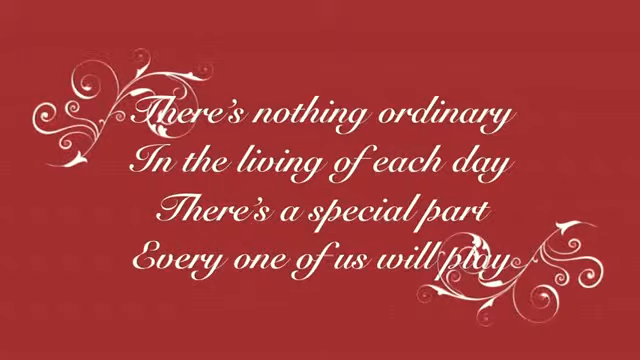 There's nothing ordinary
In the living of each day
There's a special part
Every one of us will play